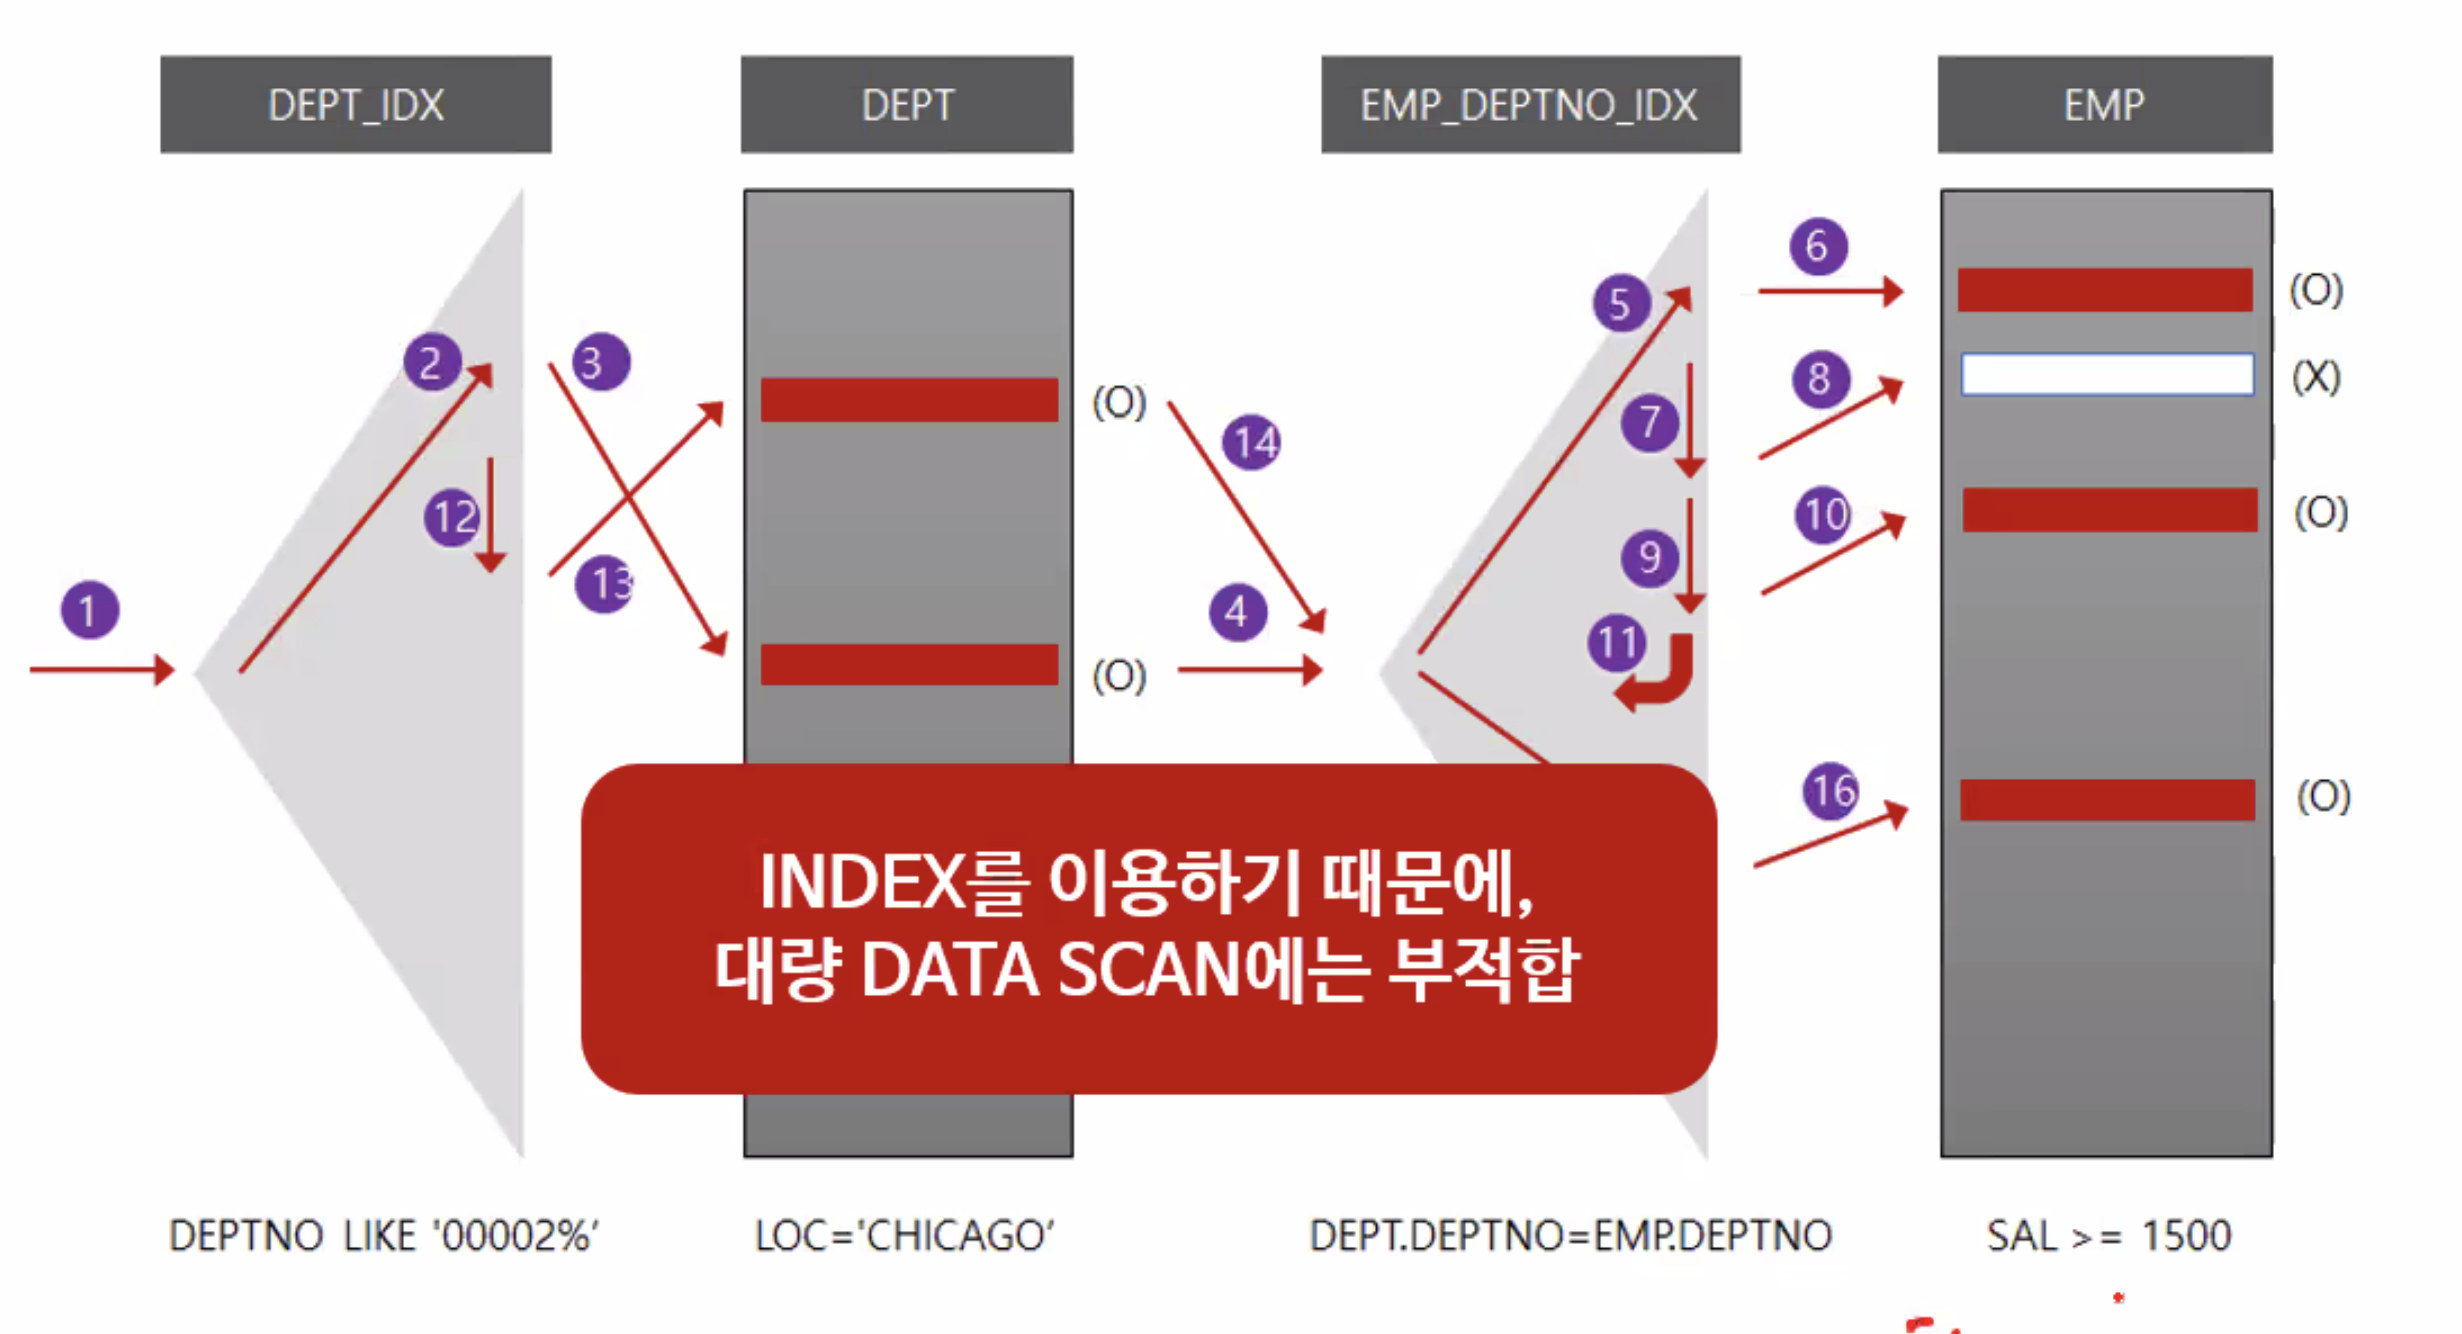 DEPT_IDX
DEPT
EMP_DEPTNO_IDX
EMP
1
2
3
12
13
(O)
(O)
14
4
5
7
9
11
6
8
10
16
(O)
(X)
(O)
(O)
INDEX를 이용하기 때문에,
대량 DATA SCAN에는 부적합
DEPTNO LIKE '00002%’
LOC='CHICAGO’
DEPT.DEPTNO=EMP.DEPTNO
SAL >= 1500